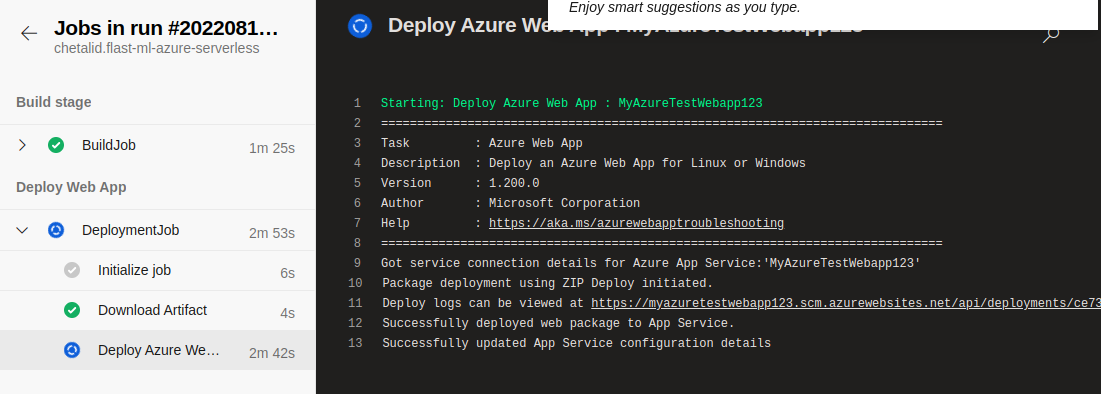 Jobs in run #2022081...
chetalid.flast-ml-azure-serverless
Build stage
BuildJob 1m 25s
Deploy Web App
DeploymentJob 2m 53s
Initialize job 6s
Download Artifact 4s
Deploy Azure We... 2m 42s
Enjoy smart suggestions as you type.
Deploy Azure Web App : MyAzureTestWebapp123
1 Starting: Deploy Azure Web App : MyAzureTestWebapp123
2 ==============================================================================
3 Task : Azure Web App
4 Description : Deploy an Azure Web App for Linux or Windows
5 Version : 1.200.0
6 Author : Microsoft Corporation
7 Help : https://aka.ms/azurewebapptroubleshooting
8 ==============================================================================
9 Got service connection details for Azure App Service:'MyAzureTestWebapp123'
10 Package deployment using ZIP Deploy initiated.
11 Deploy logs can be viewed at https://myazuretestwebapp123.scm.azurewebsites.net/api/deployments/ce73
12 Successfully deployed web package to App Service.
13 Successfully updated App Service configuration details